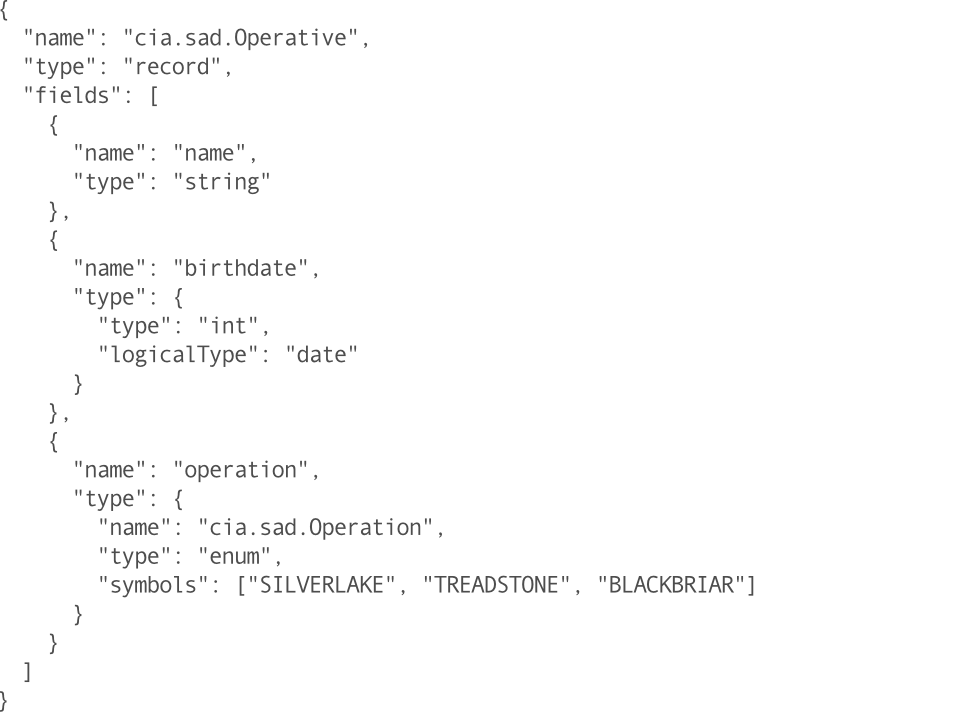 {
  "name": "cia.sad.Operative",
  "type": "record",
  "fields": [
    {
      "name": "name",
      "type": "string"
    },
    {
      "name": "birthdate",
      "type": {
        "type": "int",
        "logicalType": "date"
      }
    },
    {
      "name": "operation",
      "type": {
        "name": "cia.sad.Operation",
        "type": "enum",
        "symbols": ["SILVERLAKE", "TREADSTONE", "BLACKBRIAR"]
      }
    }
  ]
}